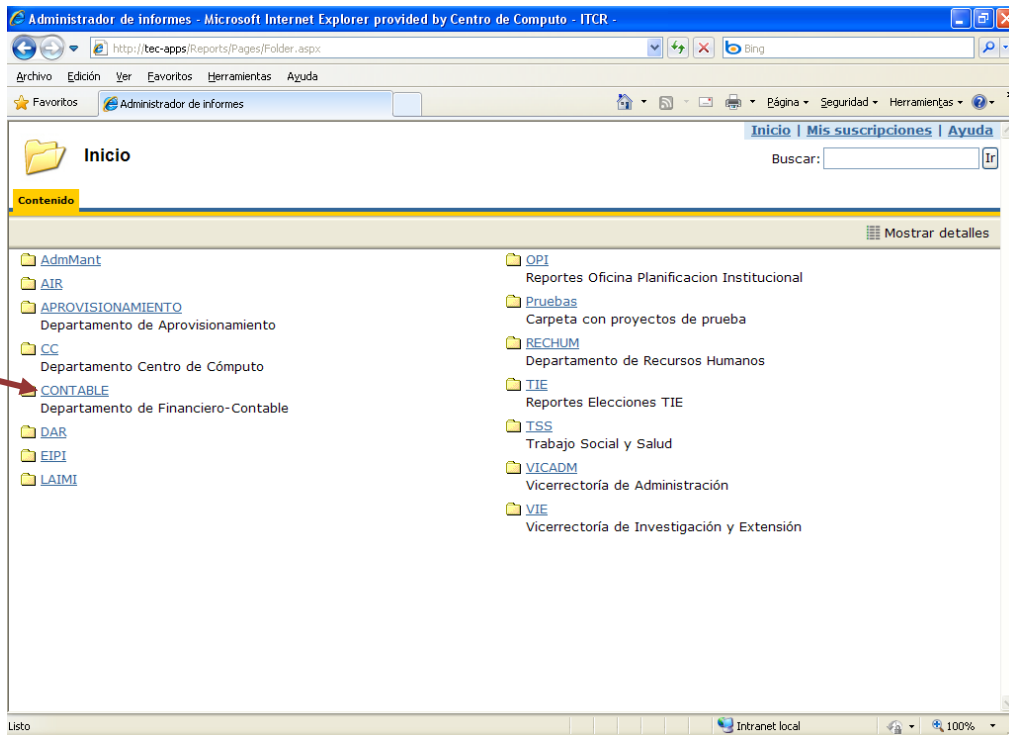 Administrador de informes - Microsoft Internet Explorer provided by Centro de Computo - ITCR -
http://tec-apps/Reports/Pages/Folder.aspx
Bing
Archivo Edición Ver Favoritos Herramientas Ayuda
Favoritos Administrador de informes Página Seguridad Herramientas
Inicio | Mis suscripciones | Ayuda
Inicio
Buscar: Ir
Contenido
Mostrar detalles
AdmMant
AIR
APROVISIONAMIENTO
Departamento de Aprovisionamiento
CC
Departamento Centro de Cómputo
CONTABLE
Departamento de Financiero-Contable
DAR
EIPI
LAIMI
OPI
Reportes Oficina Planificacion Institucional
Pruebas
Carpeta con proyectos de prueba
RECHUM
Departamento de Recursos Humanos
TIE
Reportes Elecciones TIE
TSS
Trabajo Social y Salud
VICADM
Vicerrectoría de Administración
VIE
Vicerrectoría de Investigación y Extensión
Listo Intranet local 100%